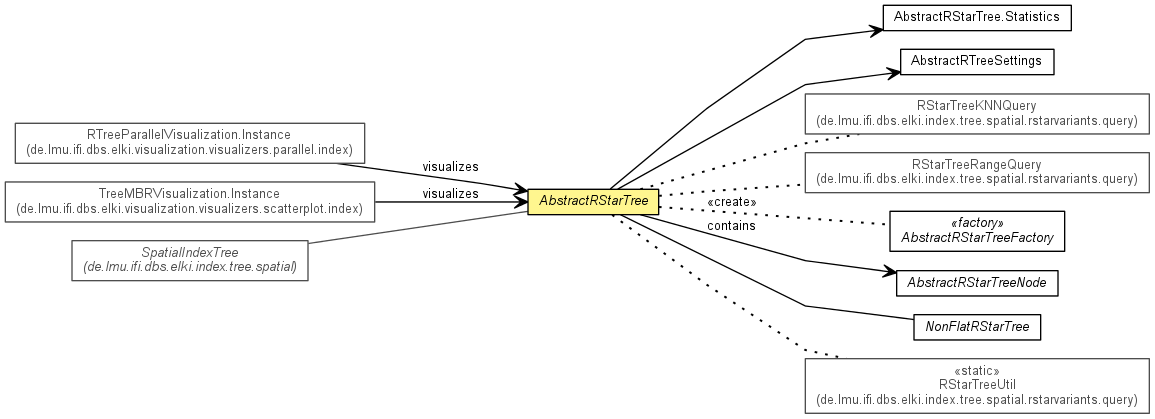 AbstractRStarTree.Statistics
AbstractRTreeSettings
RStarTreeKNNQuery
(de.lmu.ifi.dbs.elki.index.tree.spatial.rstarvariants.query)
RTreeParallelVisualization.Instance
(de.lmu.ifi.dbs.elki.visualization.visualizers.parallel.index)
visualizes
RStarTreeRangeQuery
(de.lmu.ifi.dbs.elki.index.tree.spatial.rstarvariants.query)
TreeMBRVisualization.Instance
(de.lmu.ifi.dbs.elki.visualization.visualizers.scatterplot.index)
visualizes
AbstractRStarTree
«create»
contains
«factory»
AbstractRStarTreeFactory
SpatialIndexTree
(de.lmu.ifi.dbs.elki.index.tree.spatial)
AbstractRStarTreeNode
NonFlatRStarTree
«static»
RStarTreeUtil
(de.lmu.ifi.dbs.elki.index.tree.spatial.rstarvariants.query)